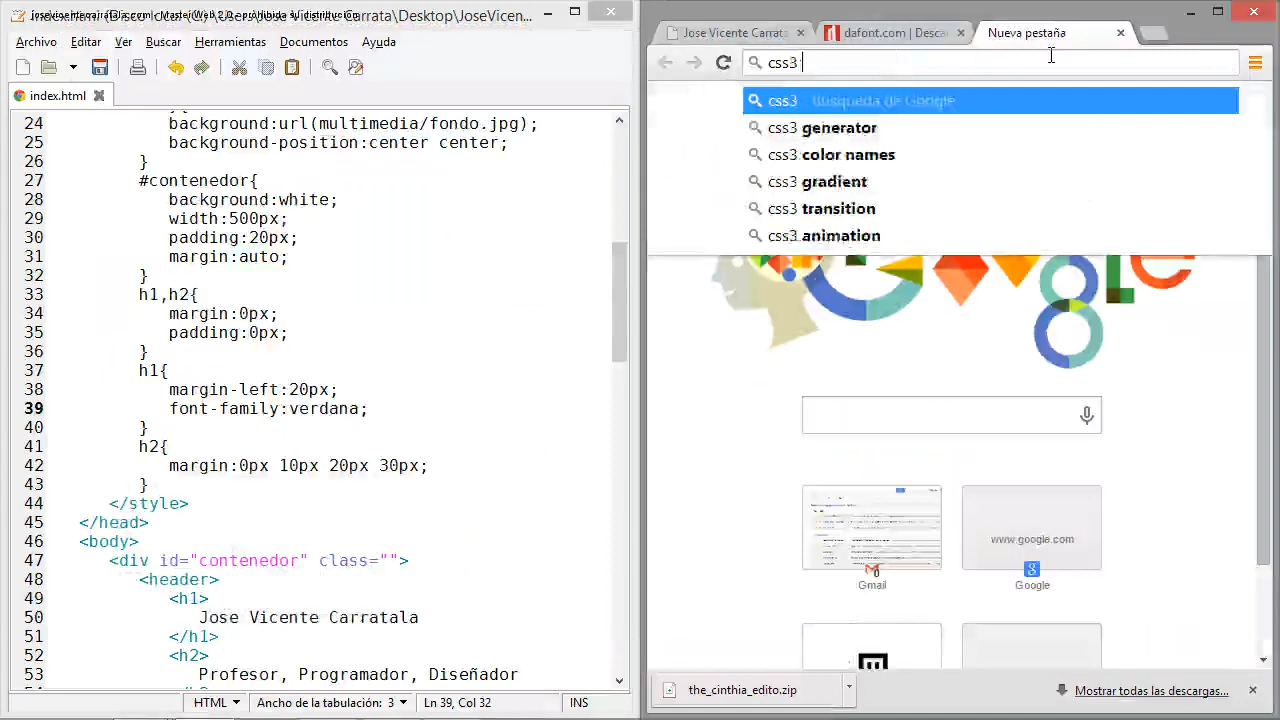 Archivo Editar Ver Buscar Herramientas Documentos Ayuda
index.html
24 background:url(multimedia/fondo.jpg);
25 background-position:center center;
26 }
27 #contenedor{
28 background:white;
29 width:500px;
30 padding:20px;
31 margin:auto;
32 }
33 h1,h2{
34 margin:0px;
35 padding:0px;
36 }
37 h1{
38 margin-left:20px;
39 font-family:verdana;
40 }
41 h2{
42 margin:0px 10px 20px 30px;
43 }
44 </style>
45 </head>
46 <body>
47 <div id="contenedor" class="">
48 <header>
49 <h1>
50 Jose Vicente Carratala
51 </h1>
52 <h2>
53 Profesor, Programador, Diseñador
HTML Ancho de la tabulación: 3 Ln 39, Col 32 INS
Jose Vicente Carrata
dafont.com | Desca
Nueva pestaña
css3
css3 Búsqueda de Google
css3 generator
css3 color names
css3 gradient
css3 transition
css3 animation
www.google.com
Gmail
Google
the_cinthia_edito.zip
Mostrar todas las descargas...